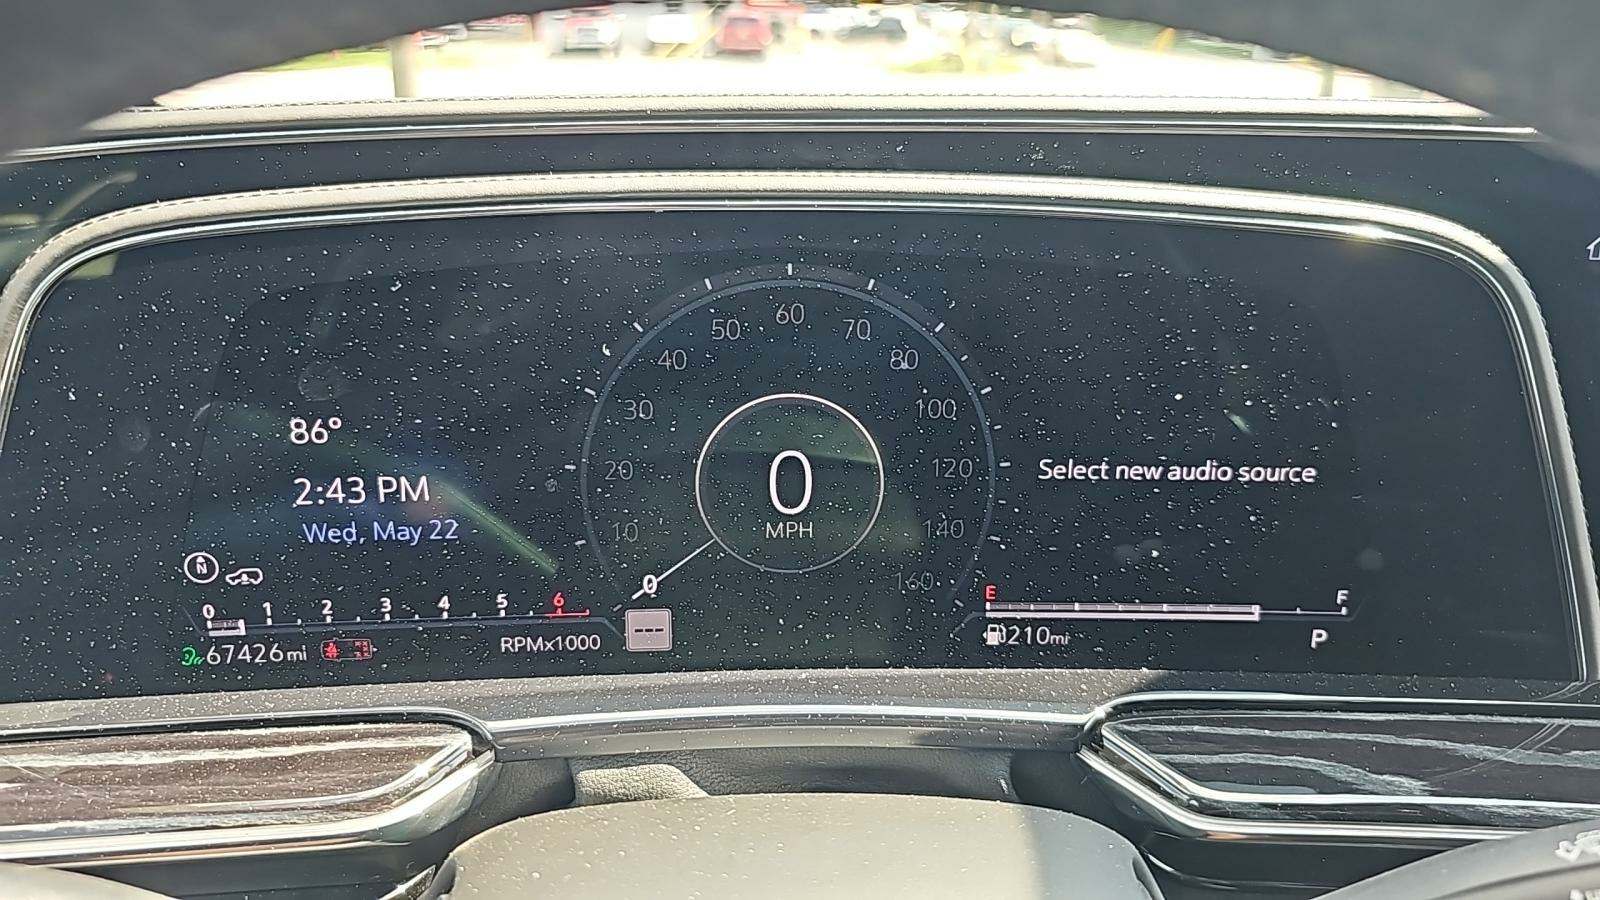 60
50 70
40 80
30 100
20 120
10 140
0 160
86°
2:43 PM
Wed, May 22
N
0
MPH
Select new audio source
0 1 2 3 4 5 6
RPMx1000
67426mi
---
E F
210mi
P